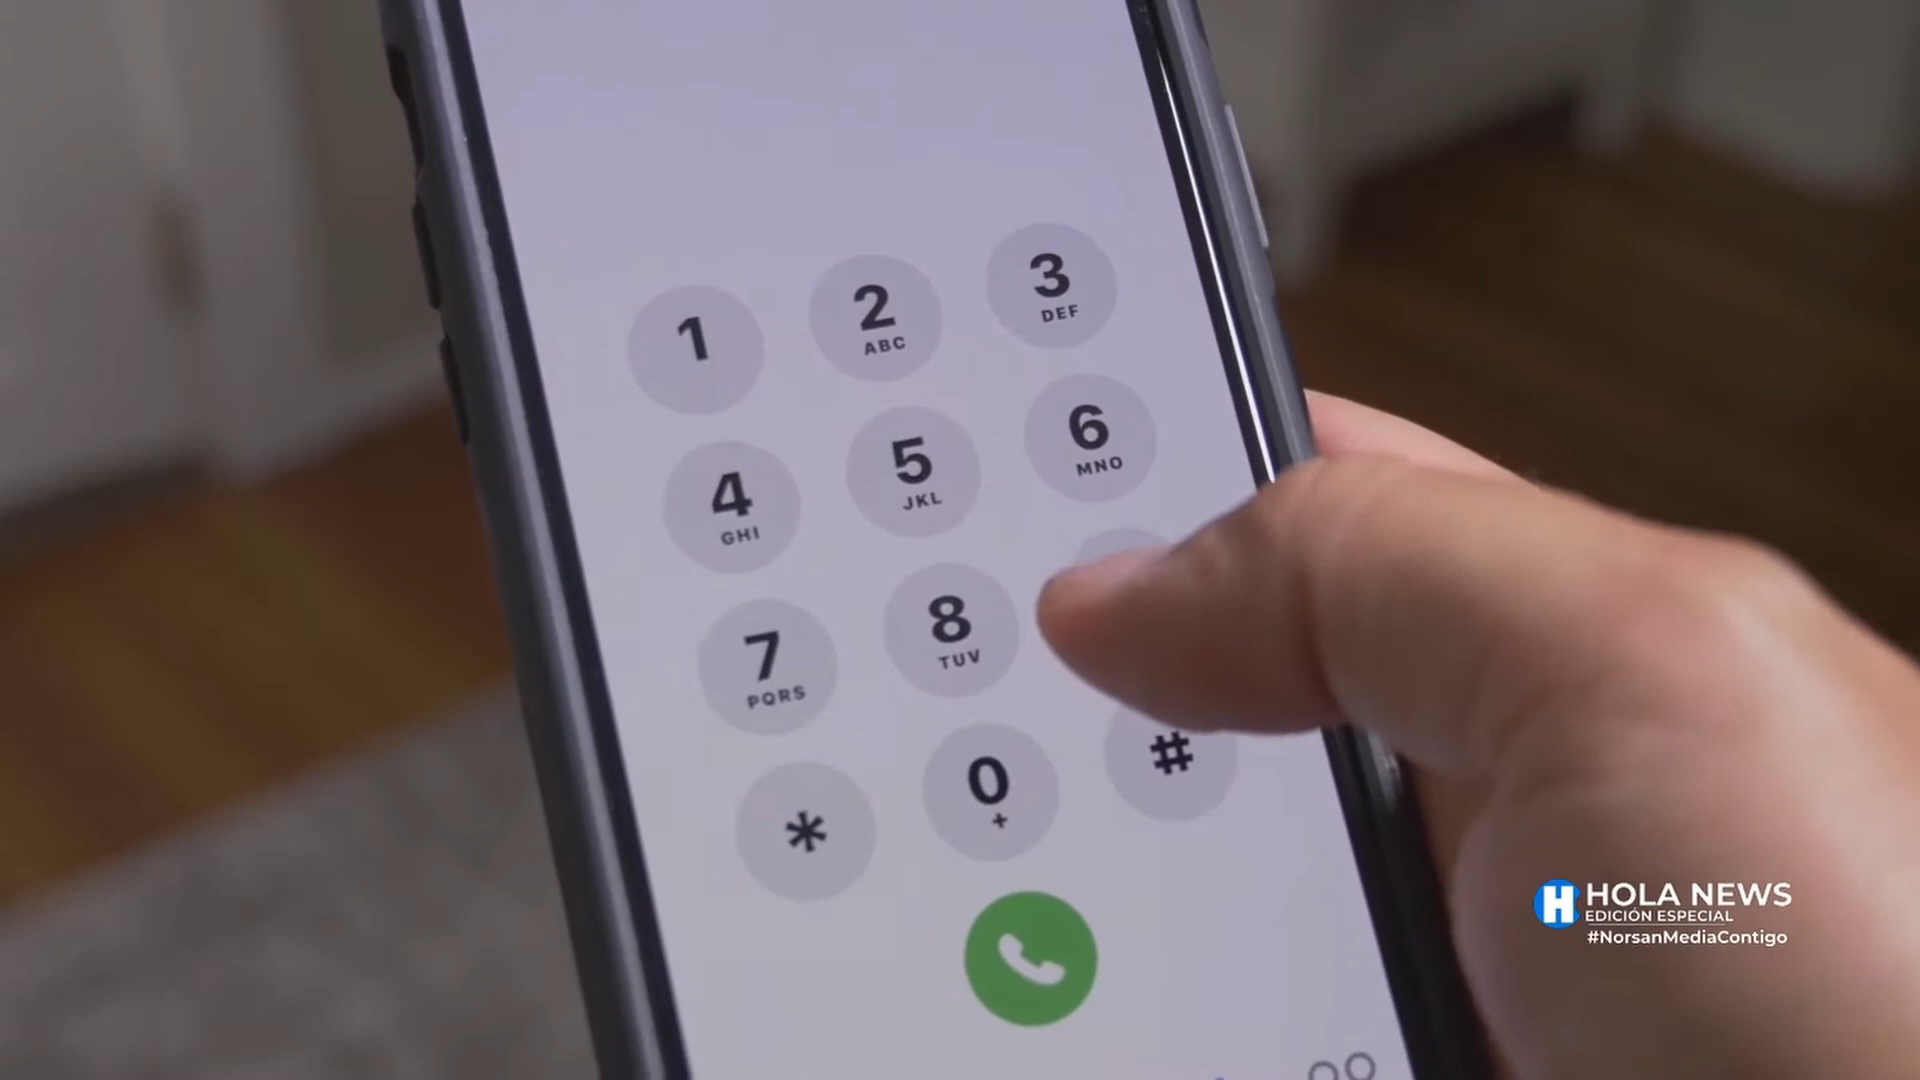 1
2
ABC
3
DEF
4
GHI
5
JKL
6
MNO
7
PQRS
8
TUV
*
0
+
#
H HOLA NEWS
EDICIÓN ESPECIAL
#NorsanMediaContigo